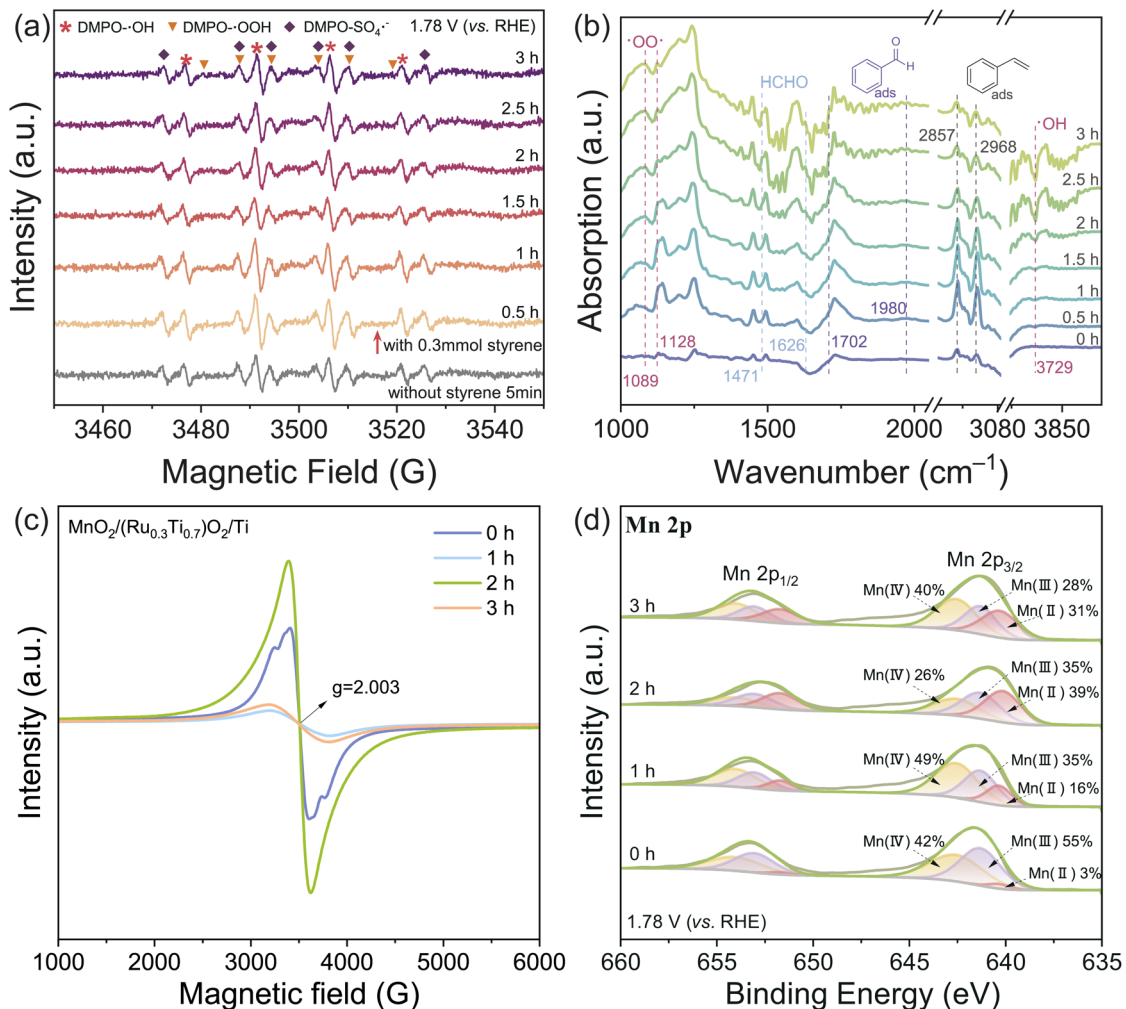 (a)
* DMPO-·OH ▼ DMPO-·OOH ◆ DMPO-SO₄·⁻ 1.78 V (vs. RHE)
3 h
2.5 h
2 h
1.5 h
1 h
0.5 h
with 0.3mmol styrene
without styrene 5min
Intensity (a.u.)
3460 3480 3500 3520 3540
Magnetic Field (G)
(b)
·OO·
HCHO
O
H
ads
ads
·OH
2857
2968
3 h
2.5 h
2 h
1.5 h
1 h
0.5 h
0 h
1980
1128
1626
1702
1089
1471
3729
Absorption (a.u.)
1000 1500 2000 3080 3850
Wavenumber (cm⁻¹)
(c)
MnO₂/(Ru₀.₃Ti₀.₇)O₂/Ti
0 h
1 h
2 h
3 h
g=2.003
Intensity (a.u.)
1000 2000 3000 4000 5000 6000
Magnetic field (G)
(d)
Mn 2p
Mn 2p₁/₂
Mn 2p₃/₂
3 h
Mn(Ⅳ) 40%
Mn(Ⅲ) 28%
Mn(Ⅱ) 31%
2 h
Mn(Ⅳ) 26%
Mn(Ⅲ) 35%
Mn(Ⅱ) 39%
1 h
Mn(Ⅳ) 49%
Mn(Ⅲ) 35%
Mn(Ⅱ) 16%
0 h
Mn(Ⅳ) 42%
Mn(Ⅲ) 55%
Mn(Ⅱ) 3%
1.78 V (vs. RHE)
Intensity (a.u.)
660 655 650 645 640 635
Binding Energy (eV)